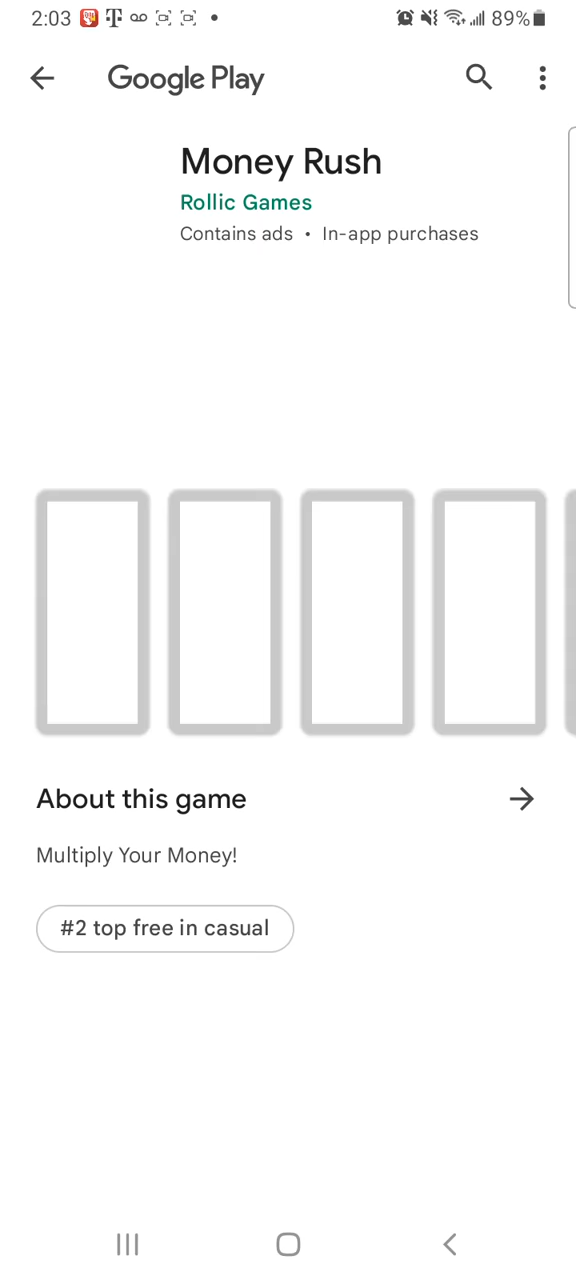 2:03
89%
Google Play
Money Rush
Rollic Games
Contains ads • In-app purchases
About this game
Multiply Your Money!
#2 top free in casual